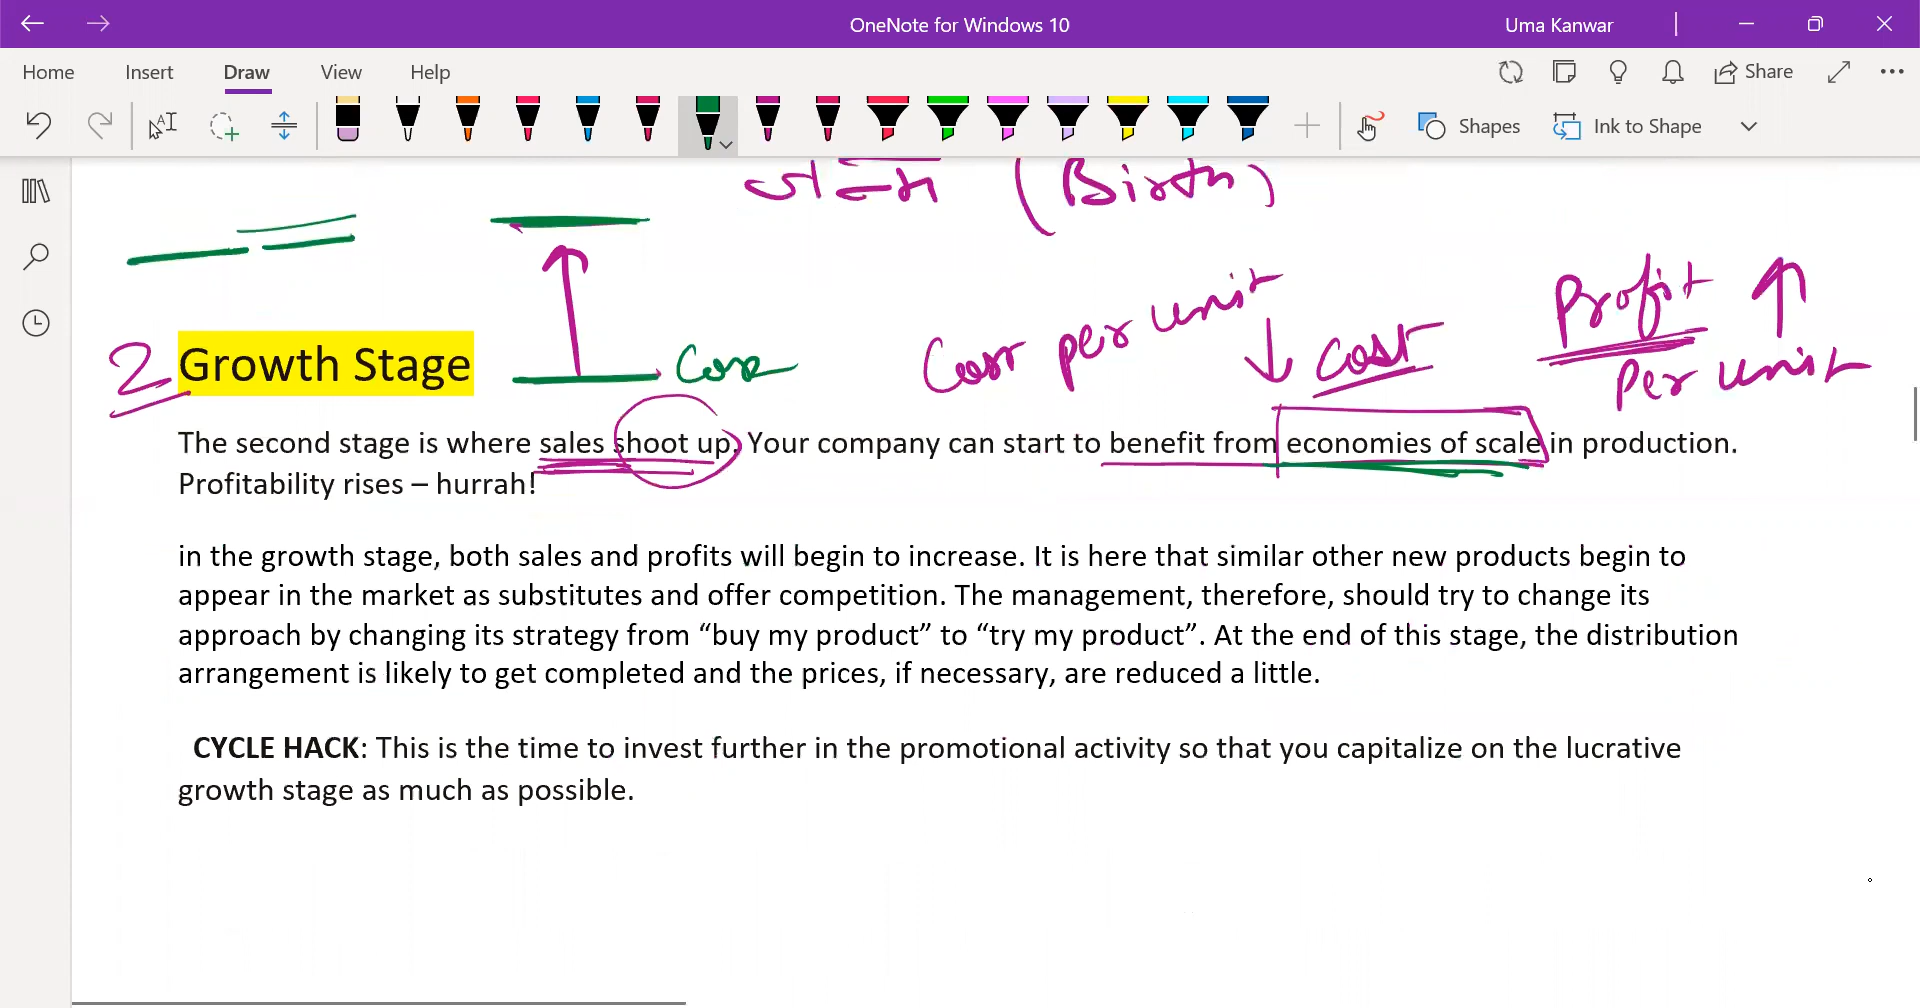 OneNote for Windows 10
Uma Kanwar
Home Insert Draw View Help
Share
Shapes
Ink to Shape
(Birth)
Cost per unit
↓ cost
Profit ↑
per unit
2 Growth Stage
The second stage is where sales shoot up. Your company can start to benefit from economies of scale in production.
Profitability rises – hurrah!
in the growth stage, both sales and profits will begin to increase. It is here that similar other new products begin to
appear in the market as substitutes and offer competition. The management, therefore, should try to change its
approach by changing its strategy from “buy my product” to “try my product”. At the end of this stage, the distribution
arrangement is likely to get completed and the prices, if necessary, are reduced a little.
CYCLE HACK: This is the time to invest further in the promotional activity so that you capitalize on the lucrative
growth stage as much as possible.